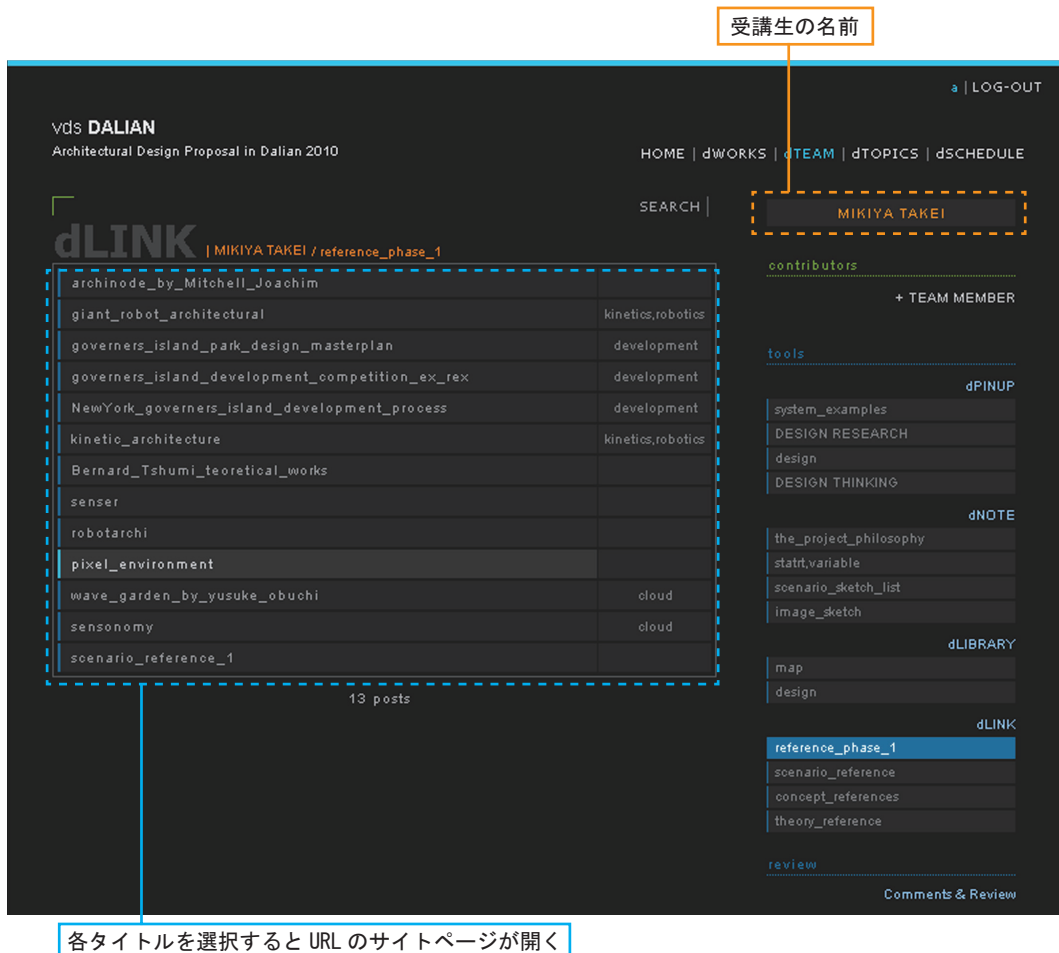 受講生の名前
a | LOG-OUT
vds DALIAN
Architectural Design Proposal in Dalian 2010
HOME | dWORKS | dTEAM | dTOPICS | dSCHEDULE
SEARCH
MIKIYA TAKEI
dLINK | MIKIYA TAKEI / reference_phase_1
archinode_by_Mitchell_Joachim
giant_robot_architectural kinetics,robotics
governers_island_park_design_masterplan development
governers_island_development_competition_ex_rex development
NewYork_governers_island_development_process development
kinetic_architecture kinetics,robotics
Bernard_Tshumi_teoretical_works
senser
robotarchi
pixel_environment
wave_garden_by_yusuke_obuchi cloud
sensonomy cloud
scenario_reference_1
13 posts
contributors
+ TEAM MEMBER
tools
dPINUP
system_examples
DESIGN RESEARCH
design
DESIGN THINKING
dNOTE
the_project_philosophy
statrt,variable
scenario_sketch_list
image_sketch
dLIBRARY
map
design
dLINK
reference_phase_1
scenario_reference
concept_references
theory_reference
review
Comments & Review
各タイトルを選択すると URL のサイトページが開く